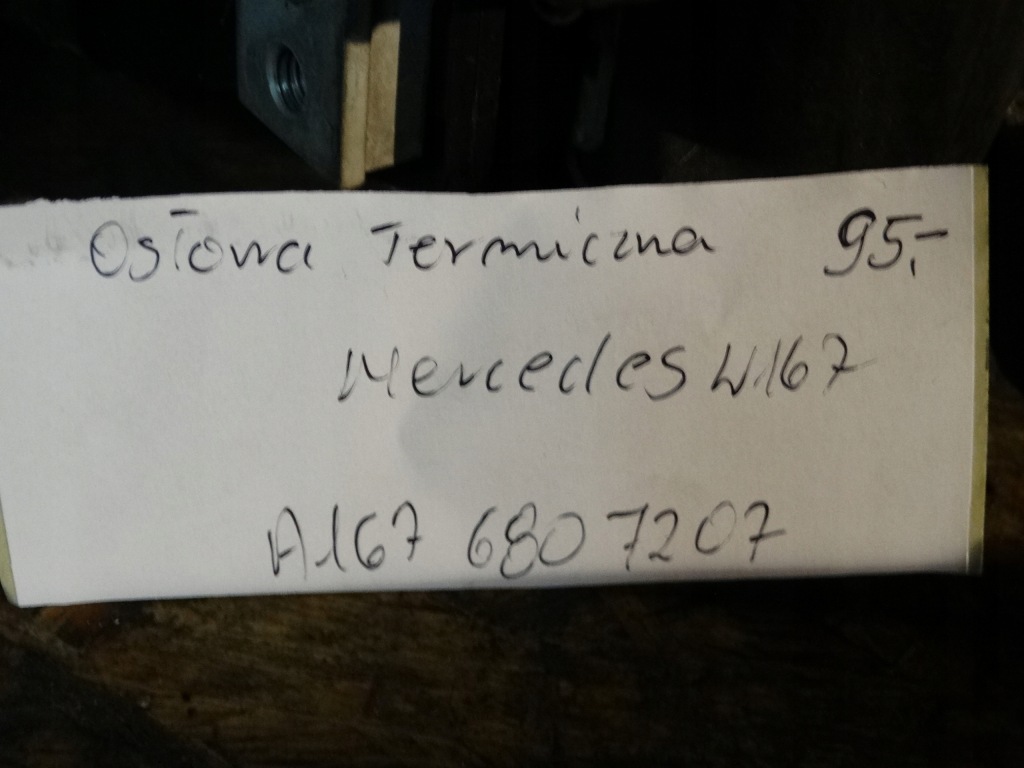 Osłona Termiczna 95,-
Mercedes W167
A167 680 7207